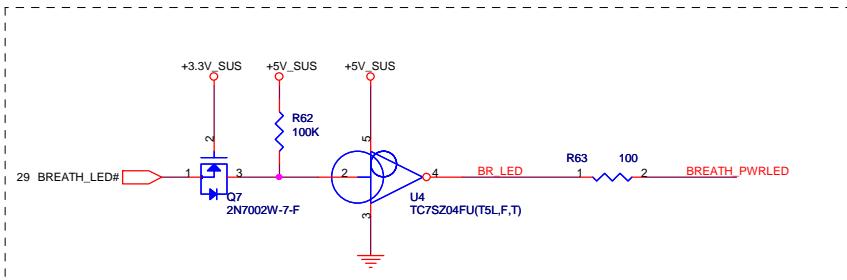 +3.3V_SUS
+5V_SUS
+5V_SUS
R62
100K
2
5
R63
100
29 BREATH_LED#
1
3
2
4
BR_LED
1
2
BREATH_PWRLED
Q7
2N7002W-7-F
U4
TC7SZ04FU(T5L,F,T)
3